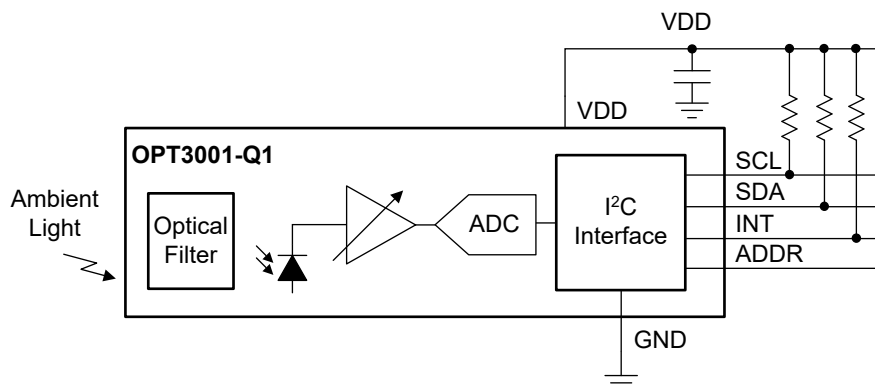 VDD
VDD
OPT3001-Q1
Ambient
Light
Optical
Filter
ADC
I²C
Interface
SCL
SDA
INT
ADDR
GND